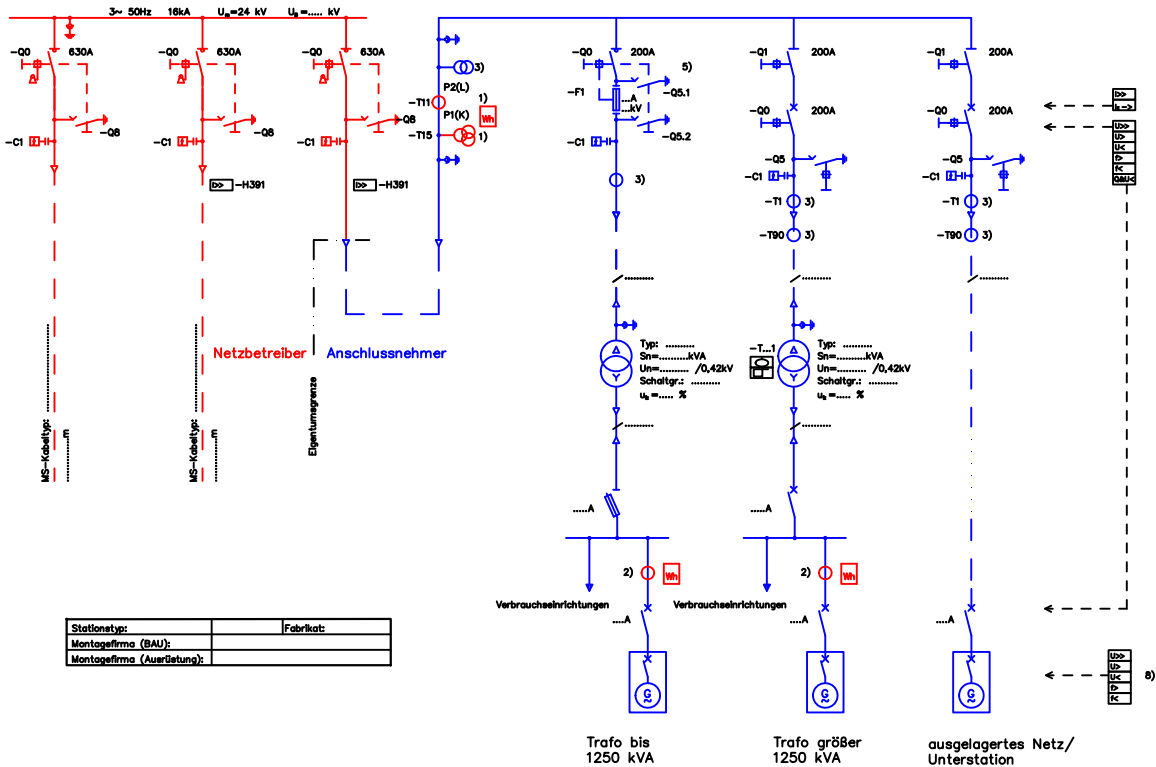 3~ 50Hz 16kA Um=24 kV UB=..... kV
-Q0 630A
-Q0 630A
-Q0 630A
-Q0 200A
-Q1 200A
-Q1 200A
3)
5)
P2(L)
-T11 1)
P1(K)
Wh
-T15 1)
-F1
...A
...kV
-Q5.1
-Q5.2
-Q0 200A
-Q0 200A
-Q8
-Q8
-Q8
-C1
-C1
-C1
-C1
-Q5
-C1
-Q5
-C1
-H391
-H391
3)
-T1 3)
-T1 3)
-T90 3)
-T90 3)
I>>
U>>
U>
U<
f>
f<
Q&U<
..........
..........
..........
Netzbetreiber
Anschlussnehmer
Eigentumsgrenze
MS-Kabeltyp:
..........m
MS-Kabeltyp:
..........m
Typ: ..........
Sn=..........kVA
Un=......... /0,42kV
Schaltgr.: ..........
uk=..... %
-T...1
Typ: ..........
Sn=..........kVA
Un=......... /0,42kV
Schaltgr.: ..........
uk=..... %
..........
..........
.....A
.....A
2) Wh
2) Wh
Verbrauchseinrichtungen
Verbrauchseinrichtungen
....A
....A
....A
Stationstyp: Fabrikat:
Montagefirma (BAU):
Montagefirma (Ausrüstung):
G
~
G
~
G
~
U>>
U>
U<
f>
f<
8)
Trafo bis
1250 kVA
Trafo größer
1250 kVA
ausgelagertes Netz/
Unterstation